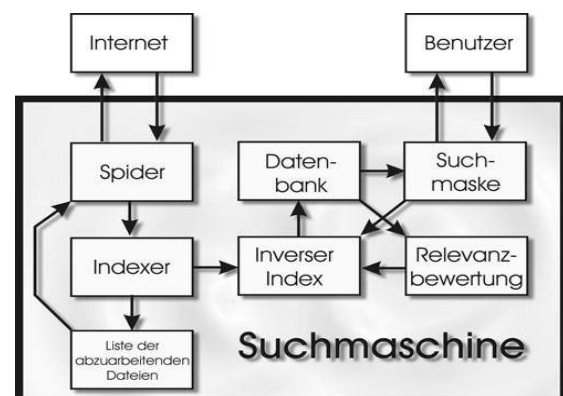 Internet
Benutzer
Spider
Daten-
bank
Such-
maske
Indexer
Inverser
Index
Relevanz-
bewertung
Liste der
abzuarbeitenden
Dateien
Suchmaschine